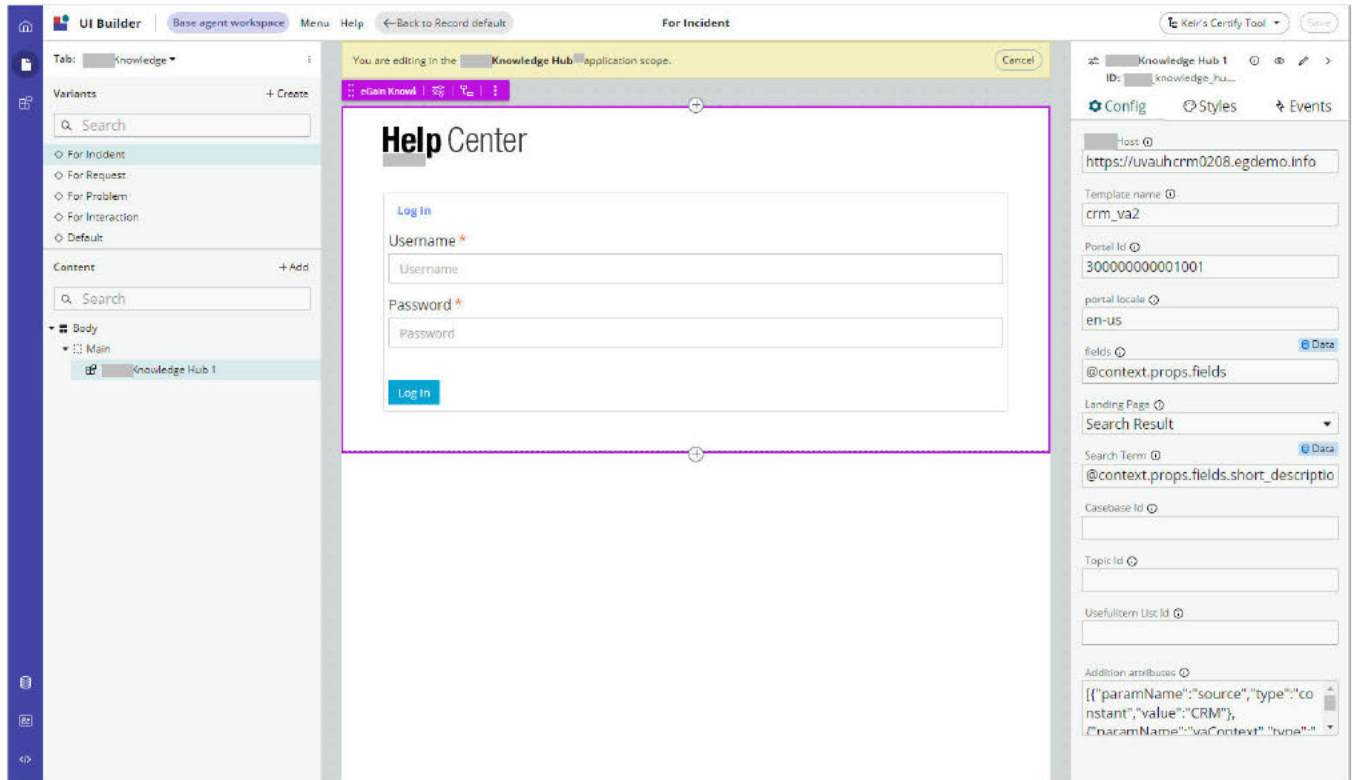 UI Builder
Base agent workspace
Menu
Help
←Back to Record default
For Incident
Keir's Certify Tool
Save
Tab:
Knowledge
Variants
+ Create
Search
For Incident
For Request
For Problem
For Interaction
Default
Content
+ Add
Search
Body
Main
Knowledge Hub 1
You are editing in the Knowledge Hub application scope.
Cancel
eGain Knowl
Help Center
Log In
Username *
Username
Password *
Password
Log In
Knowledge Hub 1
ID: knowledge_hu...
Config
Styles
Events
Host
https://uvauhcrm0208.egdemo.info
Template name
crm_va2
Portal Id
300000000001001
portal locale
en-us
fields
Data
@context.props.fields
Landing Page
Search Result
Search Term
Data
@context.props.fields.short_descriptio
Casebase Id
Topic Id
Usefulitem List Id
Addition attributes
[{"paramName":"source","type":"co
nstant","value":"CRM"},
{"paramName":"vaContext","type":"